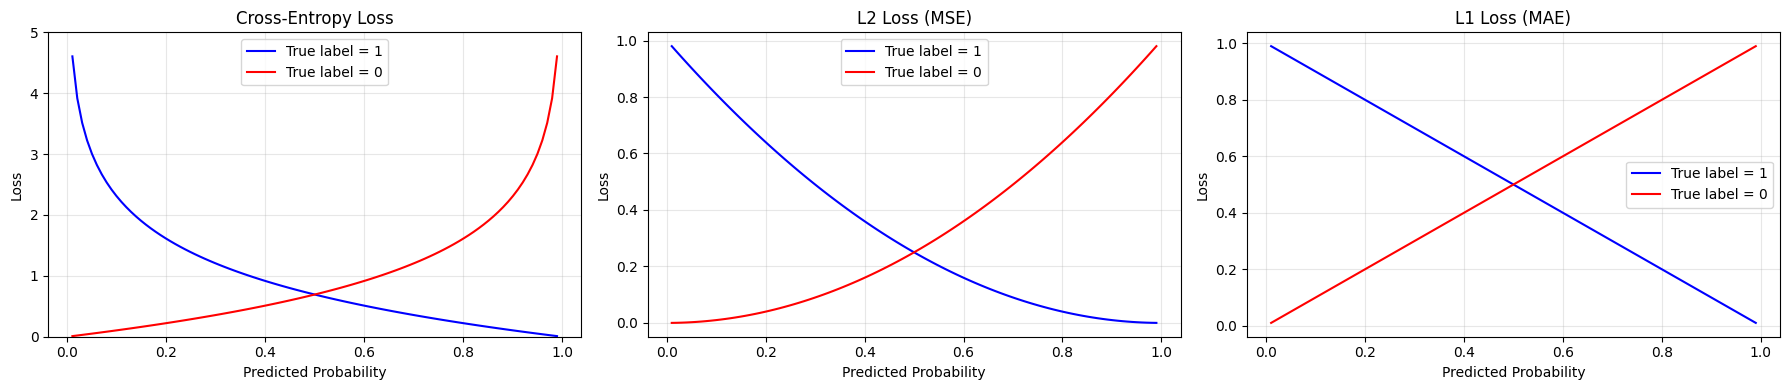 Cross-Entropy Loss
5
4
3
2
1
0
Loss
True label = 1
True label = 0
0.0 0.2 0.4 0.6 0.8 1.0
Predicted Probability
L2 Loss (MSE)
1.0
0.8
0.6
0.4
0.2
0.0
Loss
True label = 1
True label = 0
0.0 0.2 0.4 0.6 0.8 1.0
Predicted Probability
L1 Loss (MAE)
1.0
0.8
0.6
0.4
0.2
0.0
Loss
True label = 1
True label = 0
0.0 0.2 0.4 0.6 0.8 1.0
Predicted Probability